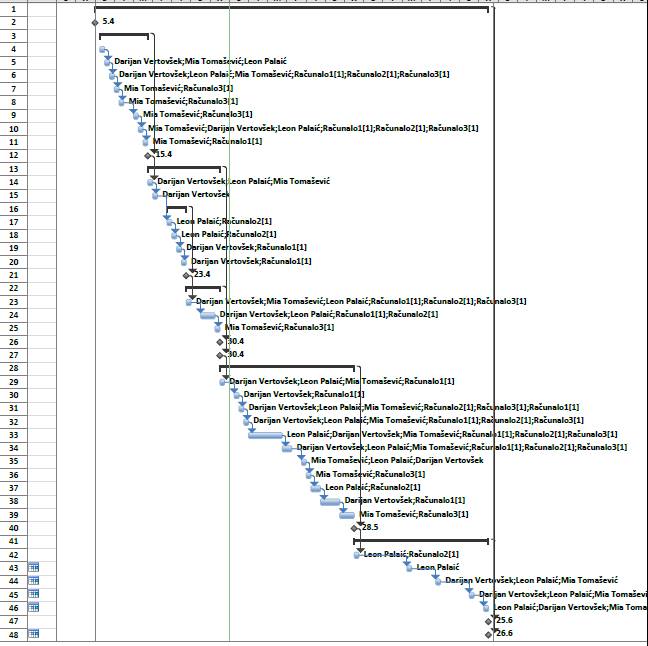 1
2 5.4
3
4
5 Darijan Vertovšek;Mia Tomašević;Leon Palaić
6 Darijan Vertovšek;Leon Palaić;Mia Tomašević;Računalo1[1];Računalo2[1];Računalo3[1]
7 Mia Tomašević;Računalo3[1]
8 Mia Tomašević;Računalo3[1]
9 Mia Tomašević;Računalo3[1]
10 Mia Tomašević;Darijan Vertovšek;Leon Palaić;Računalo1[1];Računalo2[1];Računalo3[1]
11 Mia Tomašević;Računalo1[1]
12 15.4
13
14 Darijan Vertovšek;Leon Palaić;Mia Tomašević
15 Darijan Vertovšek
16
17 Leon Palaić;Računalo2[1]
18 Leon Palaić;Računalo2[1]
19 Darijan Vertovšek;Računalo1[1]
20 Darijan Vertovšek;Računalo1[1]
21 23.4
22
23 Darijan Vertovšek;Mia Tomašević;Leon Palaić;Računalo1[1];Računalo2[1];Računalo3[1]
24 Darijan Vertovšek;Leon Palaić;Računalo1[1];Računalo2[1]
25 Mia Tomašević;Računalo3[1]
26 30.4
27 30.4
28
29 Darijan Vertovšek;Leon Palaić;Mia Tomašević;Računalo1[1]
30 Darijan Vertovšek;Računalo1[1]
31 Darijan Vertovšek;Leon Palaić;Mia Tomašević;Računalo2[1];Računalo3[1];Računalo1[1]
32 Darijan Vertovšek;Leon Palaić;Mia Tomašević;Računalo1[1];Računalo2[1];Računalo3[1]
33 Leon Palaić;Darijan Vertovšek;Mia Tomašević;Računalo1[1];Računalo2[1];Računalo3[1]
34 Darijan Vertovšek;Leon Palaić;Mia Tomašević;Računalo1[1];Računalo2[1];Računalo3[1]
35 Mia Tomašević;Leon Palaić;Darijan Vertovšek
36 Mia Tomašević;Računalo3[1]
37 Leon Palaić;Računalo2[1]
38 Darijan Vertovšek;Računalo1[1]
39 Mia Tomašević;Računalo3[1]
40 28.5
41
42 Leon Palaić;Računalo2[1]
43 Leon Palaić
44 Darijan Vertovšek;Leon Palaić;Mia Tomašević
45 Darijan Vertovšek;Leon Palaić;Mia Tomaševi
46 Leon Palaić;Darijan Vertovšek;Mia Toma
47 25.6
48 26.6